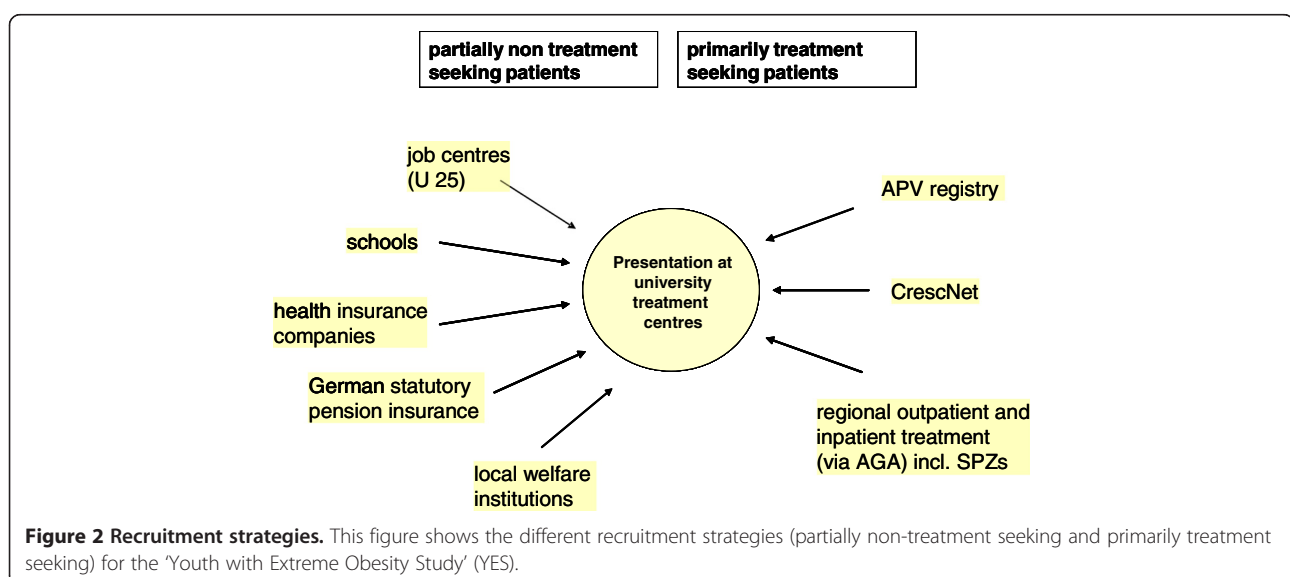 partially non treatment
seeking patients
primarily treatment
seeking patients
job centres
(U 25)
schools
health insurance
companies
German statutory
pension insurance
local welfare
institutions
Presentation at
university
treatment
centres
APV registry
CrescNet
regional outpatient and
inpatient treatment
(via AGA) incl. SPZs
Figure 2 Recruitment strategies. This figure shows the different recruitment strategies (partially non-treatment seeking and primarily treatment
seeking) for the ‘Youth with Extreme Obesity Study’ (YES).